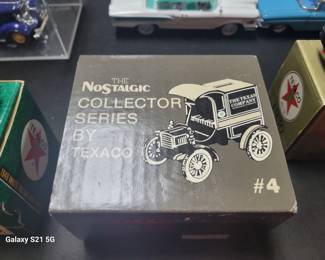 THE
NOSTALGIC
COLLECTOR
SERIES
BY
TEXACO
THE TEXAS
COMPANY
#4
Galaxy S21 5G